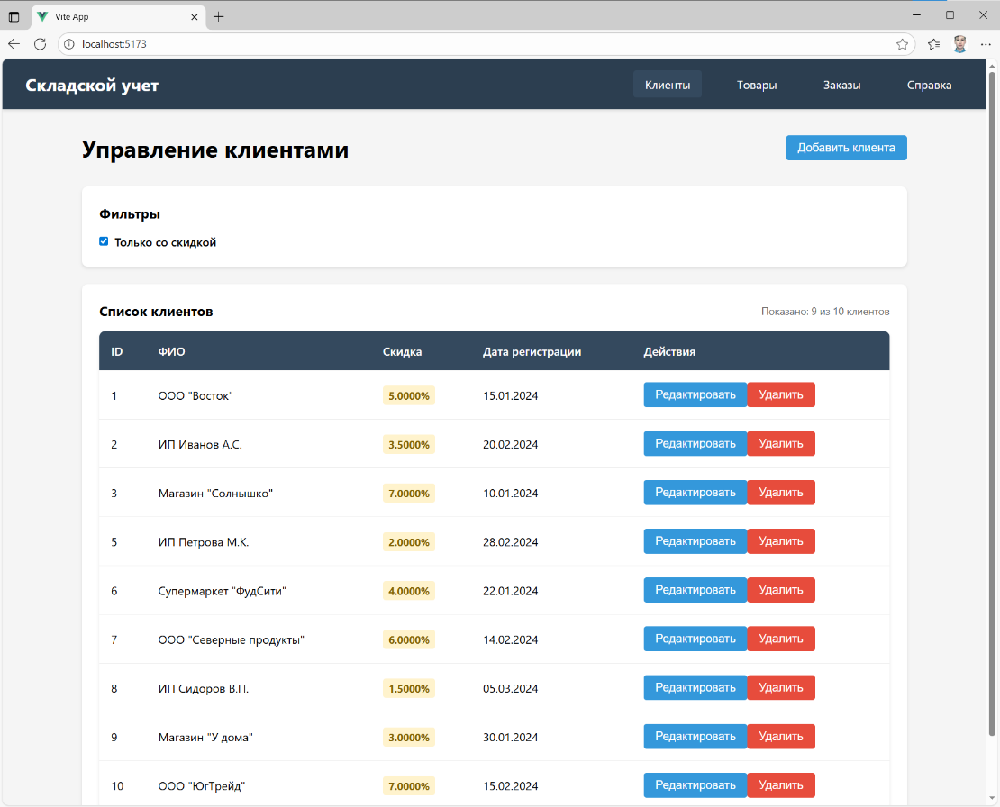 Vite App
localhost:5173
Складской учет Клиенты Товары Заказы Справка
Управление клиентами Добавить клиента
Фильтры
Только со скидкой
Список клиентов Показано: 9 из 10 клиентов
ID ФИО Скидка Дата регистрации Действия
1 ООО "Восток" 5.0000% 15.01.2024 Редактировать Удалить
2 ИП Иванов А.С. 3.5000% 20.02.2024 Редактировать Удалить
3 Магазин "Солнышко" 7.0000% 10.01.2024 Редактировать Удалить
5 ИП Петрова М.К. 2.0000% 28.02.2024 Редактировать Удалить
6 Супермаркет "ФудСити" 4.0000% 22.01.2024 Редактировать Удалить
7 ООО "Северные продукты" 6.0000% 14.02.2024 Редактировать Удалить
8 ИП Сидоров В.П. 1.5000% 05.03.2024 Редактировать Удалить
9 Магазин "У дома" 3.0000% 30.01.2024 Редактировать Удалить
10 ООО "ЮгТрейд" 7.0000% 15.02.2024 Редактировать Удалить